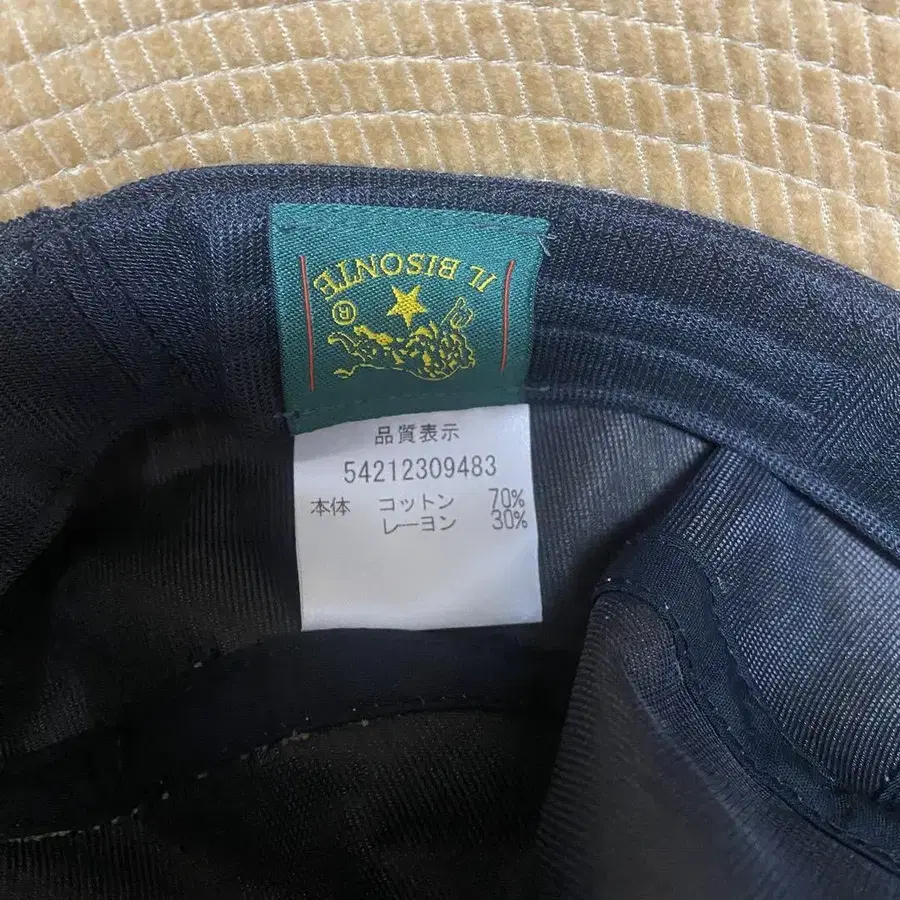 IL BISONTE
®
品質表示
54212309483
本体 コットン 70%
レーヨン 30%